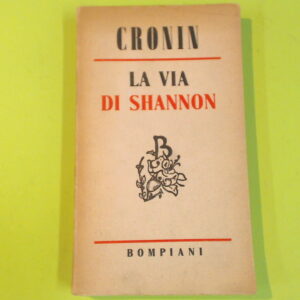 CRONIN
LA VIA
DI SHANNON
B
BOMPIANI